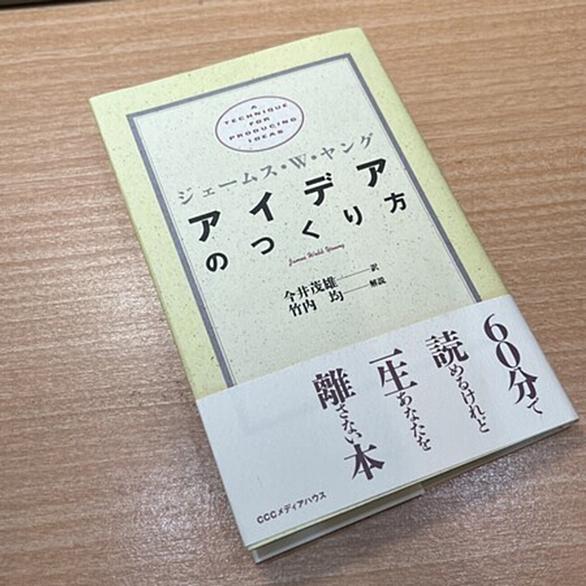 A
TECHNIQUE
FOR
PRODUCING
IDEAS
ジェームス・W・ヤング
アイデア
のつくり方
James Webb Young
今井茂雄──訳
竹内 均──解説
60分で
読めるけれど
一生あなたを
離さない本
CCCメディアハウス